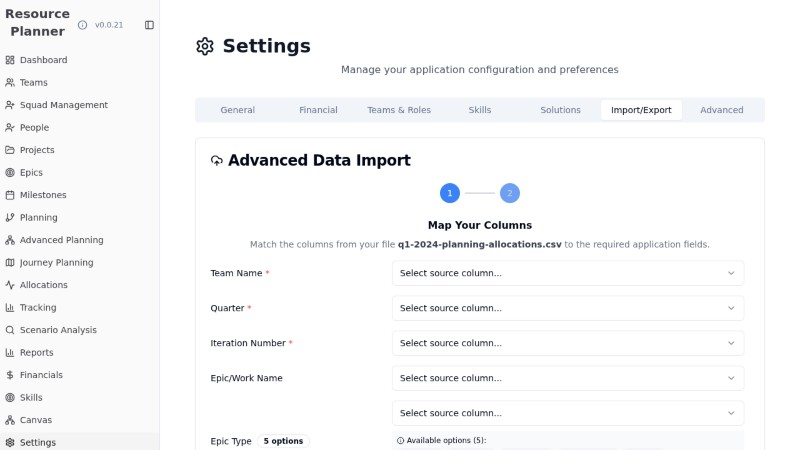 Resource
Planner
v0.0.21
Dashboard
Teams
Squad Management
People
Projects
Epics
Milestones
Planning
Advanced Planning
Journey Planning
Allocations
Tracking
Scenario Analysis
Reports
Financials
Skills
Canvas
Settings
Settings
Manage your application configuration and preferences
General Financial Teams & Roles Skills Solutions Import/Export Advanced
Advanced Data Import
1 2
Map Your Columns
Match the columns from your file q1-2024-planning-allocations.csv to the required application fields.
Team Name * Select source column...
Quarter * Select source column...
Iteration Number * Select source column...
Epic/Work Name Select source column...
Select source column...
Epic Type 5 options Available options (5):